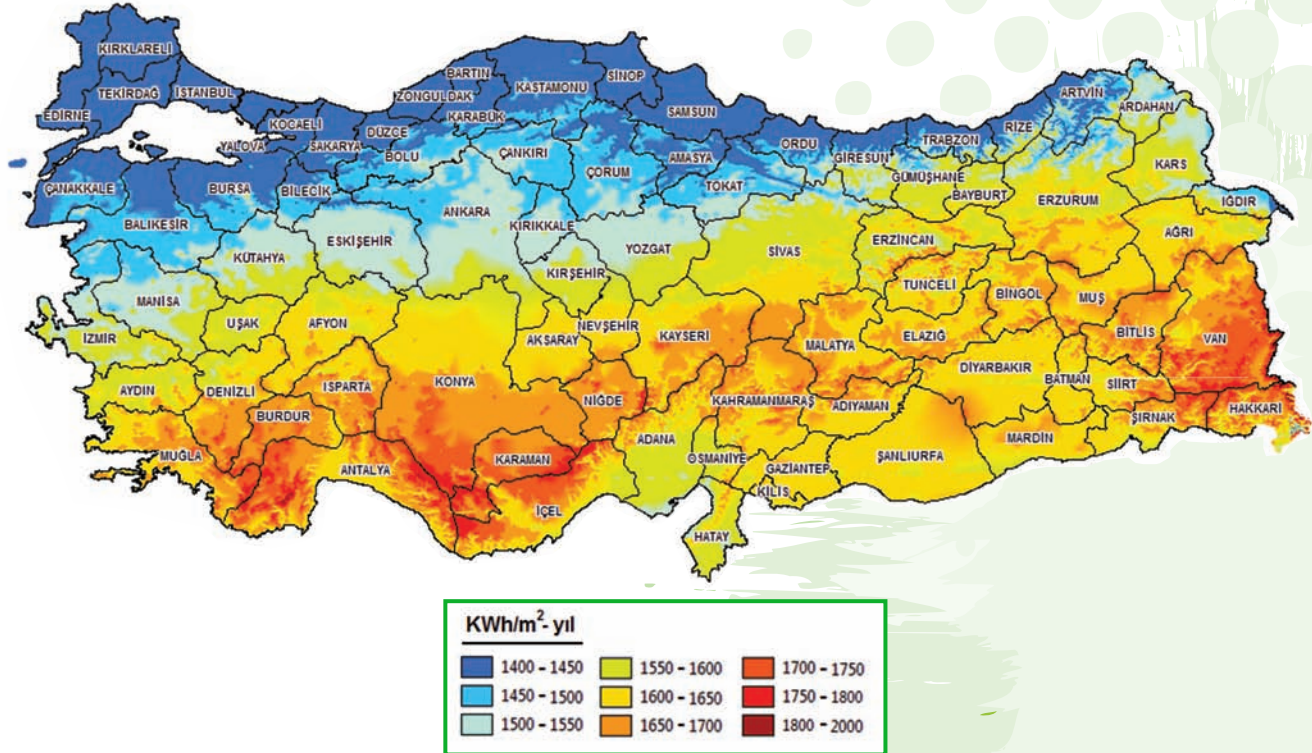 KIRKLARELİ
EDİRNE
TEKİRDAĞ
İSTANBUL
KOCAELİ
YALOVA
SAKARYA
DÜZCE
BOLU
ZONGULDAK
BARTIN
KARABÜK
KASTAMONU
SİNOP
SAMSUN
ÇANKIRI
ÇORUM
AMASYA
TOKAT
ORDU
GİRESUN
TRABZON
RİZE
ARTVİN
ARDAHAN
KARS
GÜMÜŞHANE
BAYBURT
ERZURUM
IĞDIR
AĞRI
ÇANAKKALE
BALIKEŞİR
BURSA
BİLECİK
KÜTAHYA
ESKİŞEHİR
ANKARA
KIRIKKALE
KIRŞEHİR
YOZGAT
SİVAS
ERZİNCAN
TUNCELİ
BİNGÖL
MUŞ
BİTLİS
VAN
MANİSA
İZMİR
UŞAK
AFYON
AKSARAY
NEVŞEHİR
KAYSERİ
MALATYA
ELAZIĞ
DİYARBAKIR
BATMAN
SİİRT
ŞIRNAK
HAKKARİ
AYDIN
DENİZLİ
ISPARTA
BURDUR
KONYA
NİĞDE
KAHRAMANMARAŞ
ADIYAMAN
MARDİN
MUĞLA
ANTALYA
KARAMAN
İÇEL
ADANA
OSMANİYE
GAZİANTEP
KİLİS
ŞANLIURFA
HATAY
KWh/m²- yıl
1400 – 1450 1550 – 1600 1700 – 1750
1450 – 1500 1600 – 1650 1750 – 1800
1500 – 1550 1650 – 1700 1800 – 2000